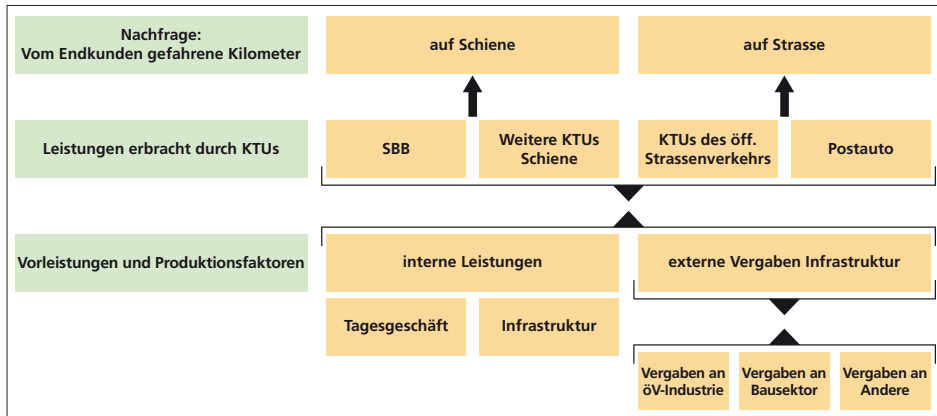 Nachfrage:
Vom Endkunden gefahrene Kilometer
auf Schiene
auf Strasse
Leistungen erbracht durch KTUs
SBB
Weitere KTUs
Schiene
KTUs des öff.
Strassenverkehrs
Postauto
Vorleistungen und Produktionsfaktoren
interne Leistungen
externe Vergaben Infrastruktur
Tagesgeschäft
Infrastruktur
Vergaben an
öV-Industrie
Vergaben an
Bausektor
Vergaben an
Andere